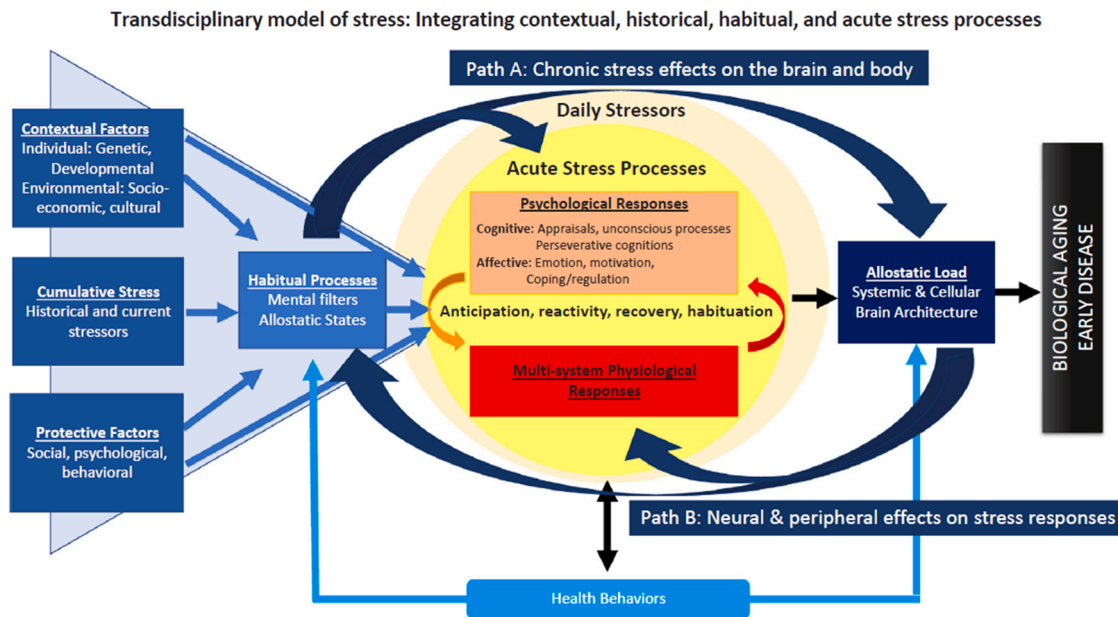 Transdisciplinary model of stress: Integrating contextual, historical, habitual, and acute stress processes
Path A: Chronic stress effects on the brain and body
Daily Stressors
Contextual Factors
Individual: Genetic,
Developmental
Environmental: Socio-
economic, cultural
Cumulative Stress
Historical and current
stressors
Protective Factors
Social, psychological,
behavioral
Habitual Processes
Mental filters
Allostatic States
Acute Stress Processes
Psychological Responses
Cognitive: Appraisals, unconscious processes
Perseverative cognitions
Affective: Emotion, motivation,
Coping/regulation
Anticipation, reactivity, recovery, habituation
Multi-system Physiological
Responses
Allostatic Load
Systemic & Cellular
Brain Architecture
BIOLOGICAL AGING
EARLY DISEASE
Path B: Neural & peripheral effects on stress responses
Health Behaviors